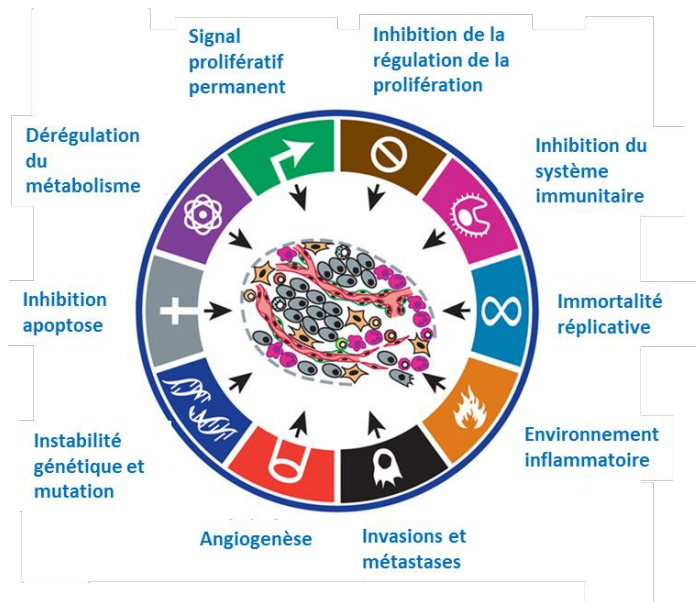 Signal
prolifératif
permanent
Inhibition de la
régulation de la
prolifération
Inhibition du
système
immunitaire
Immortalité
réplicative
Environnement
inflammatoire
Invasions et
métastases
Angiogenèse
Instabilité
génétique et
mutation
Inhibition
apoptose
Dérégulation
du
métabolisme